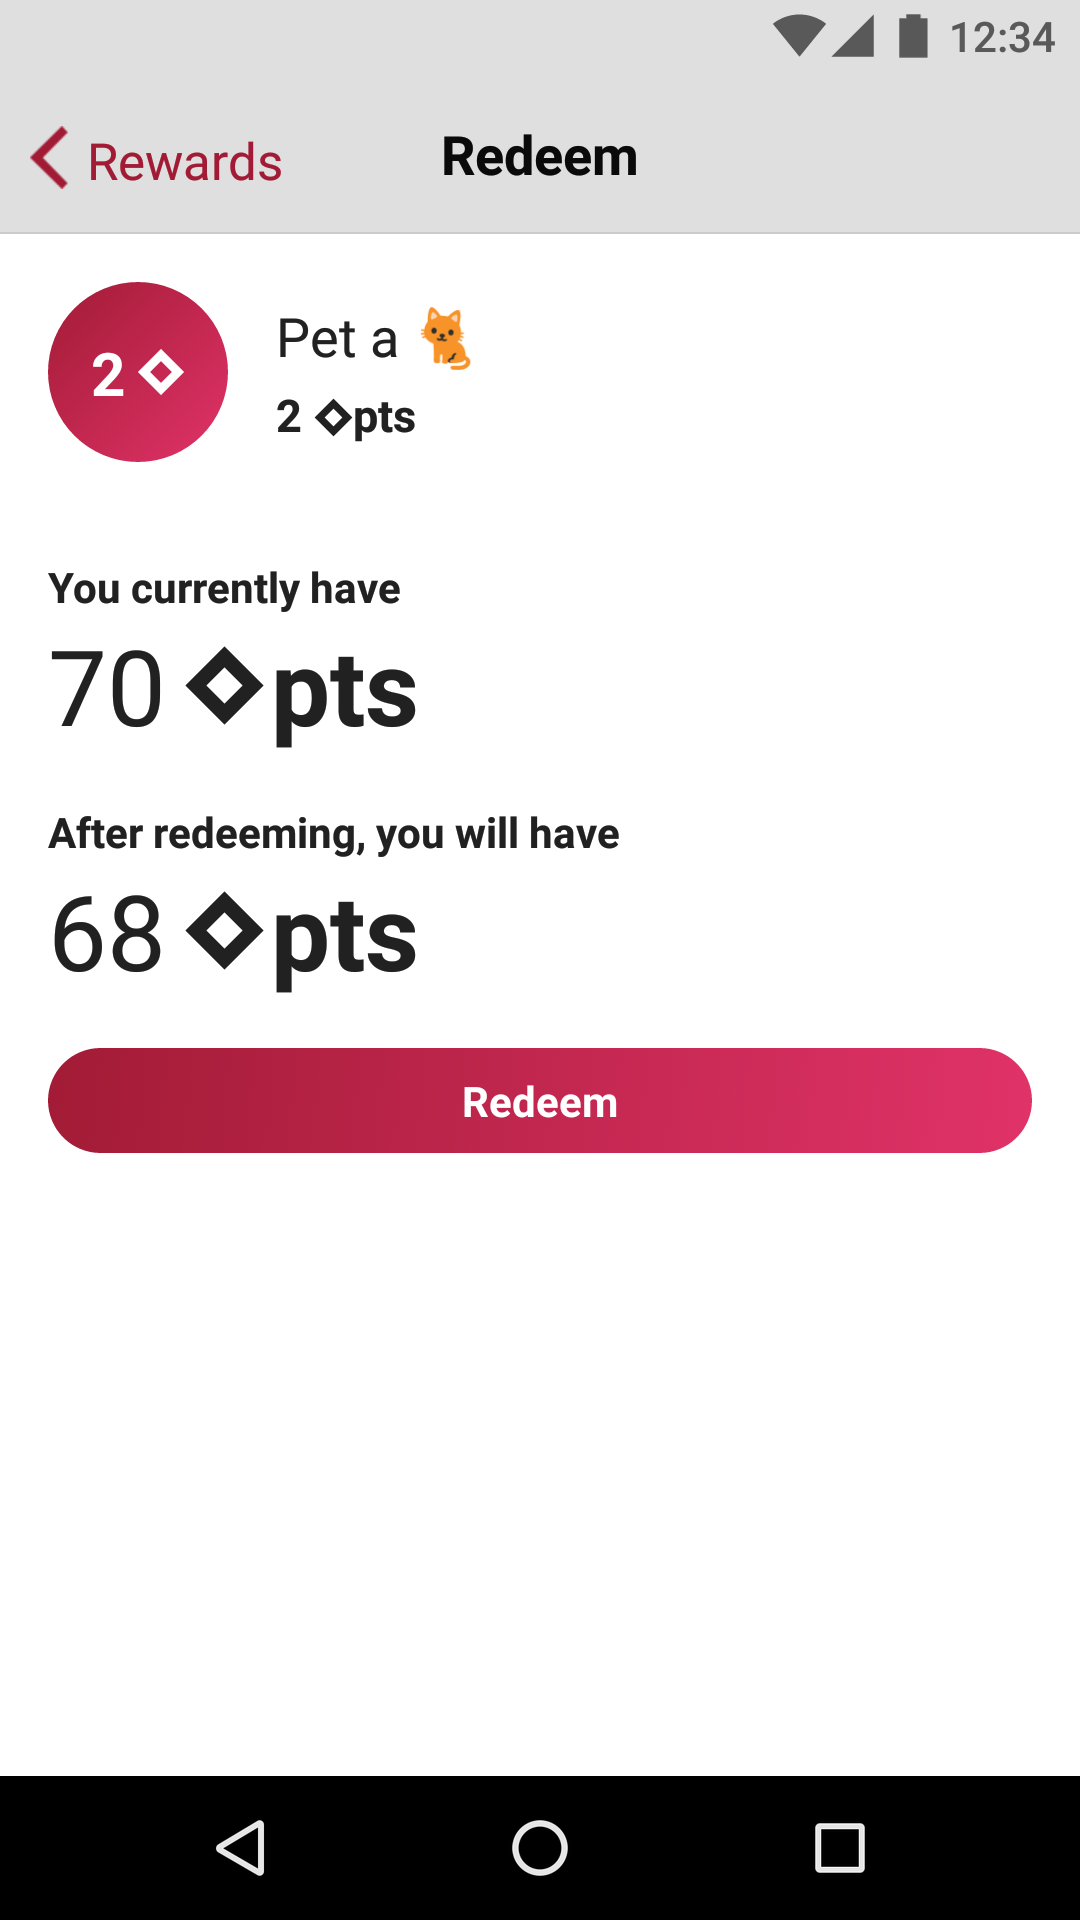 12:34
Rewards
Redeem
2
Pet a 🐈
2 pts
You currently have
70 pts
After redeeming, you will have
68 pts
Redeem